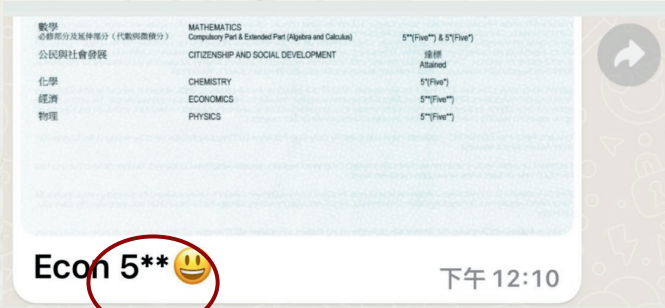 數學 MATHEMATICS
必修部分及延伸部分（代數與微積分） Compulsory Part & Extended Part (Algebra and Calculus) 5**(Five**) & 5*(Five*)
公民與社會發展 CITIZENSHIP AND SOCIAL DEVELOPMENT 達標
Attained
化學 CHEMISTRY 5*(Five*)
經濟 ECONOMICS 5**(Five**)
物理 PHYSICS 5**(Five**)
Econ 5**😃
下午 12:10